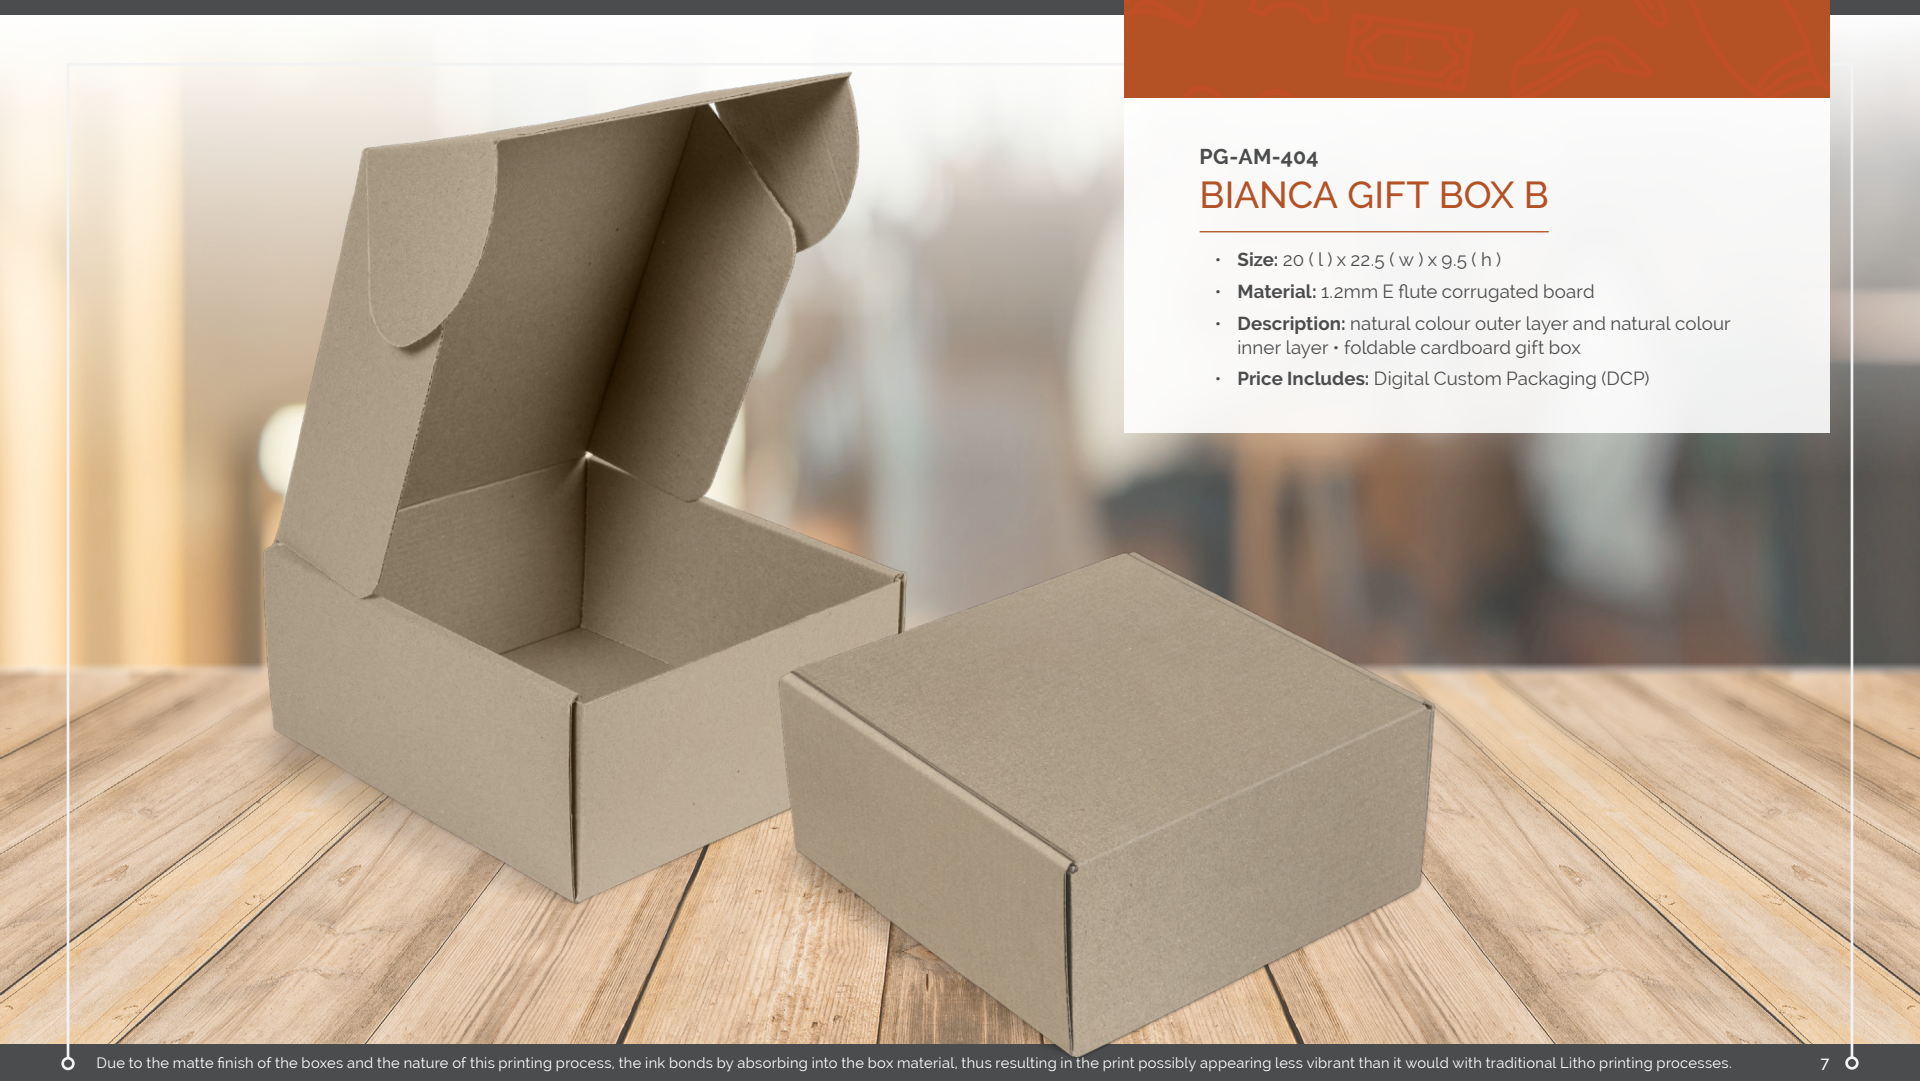 PG-AM-404
BIANCA GIFT BOX B
• Size: 20 ( l ) x 22.5 ( w ) x 9.5 ( h )
• Material: 1.2mm E flute corrugated board
• Description: natural colour outer layer and natural colour
inner layer • foldable cardboard gift box
• Price Includes: Digital Custom Packaging (DCP)
Due to the matte finish of the boxes and the nature of this printing process, the ink bonds by absorbing into the box material, thus resulting in the print possibly appearing less vibrant than it would with traditional Litho printing processes.
7